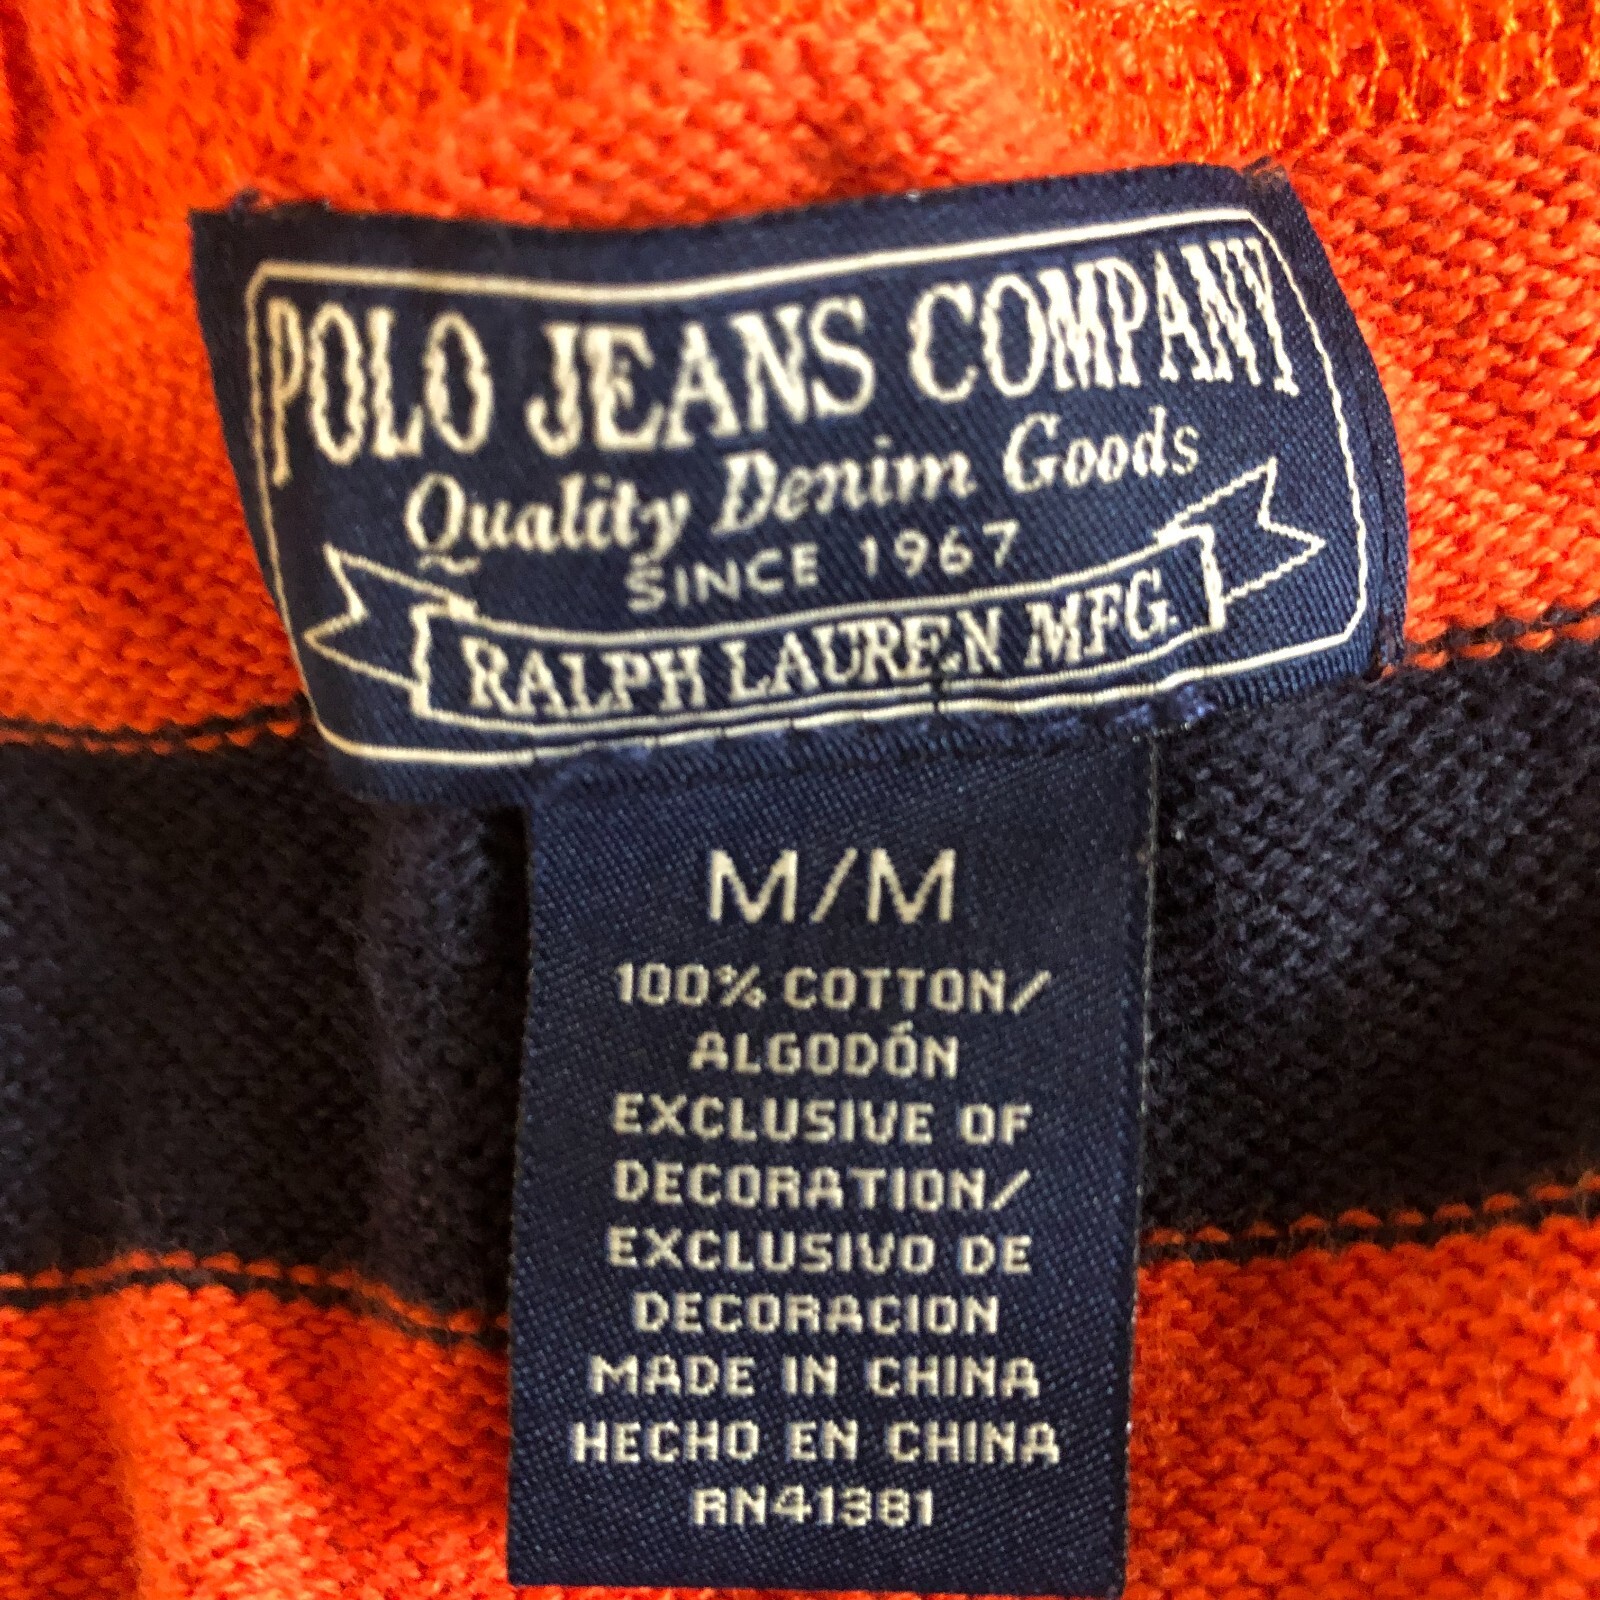 POLO JEANS COMPANY
Quality Denim Goods
SINCE 1967
RALPH LAUREN MFG.
M/M
100% COTTON/
ALGODÓN
EXCLUSIVE OF
DECORATION/
EXCLUSIVO DE
DECORACION
MADE IN CHINA
HECHO EN CHINA
RN41381